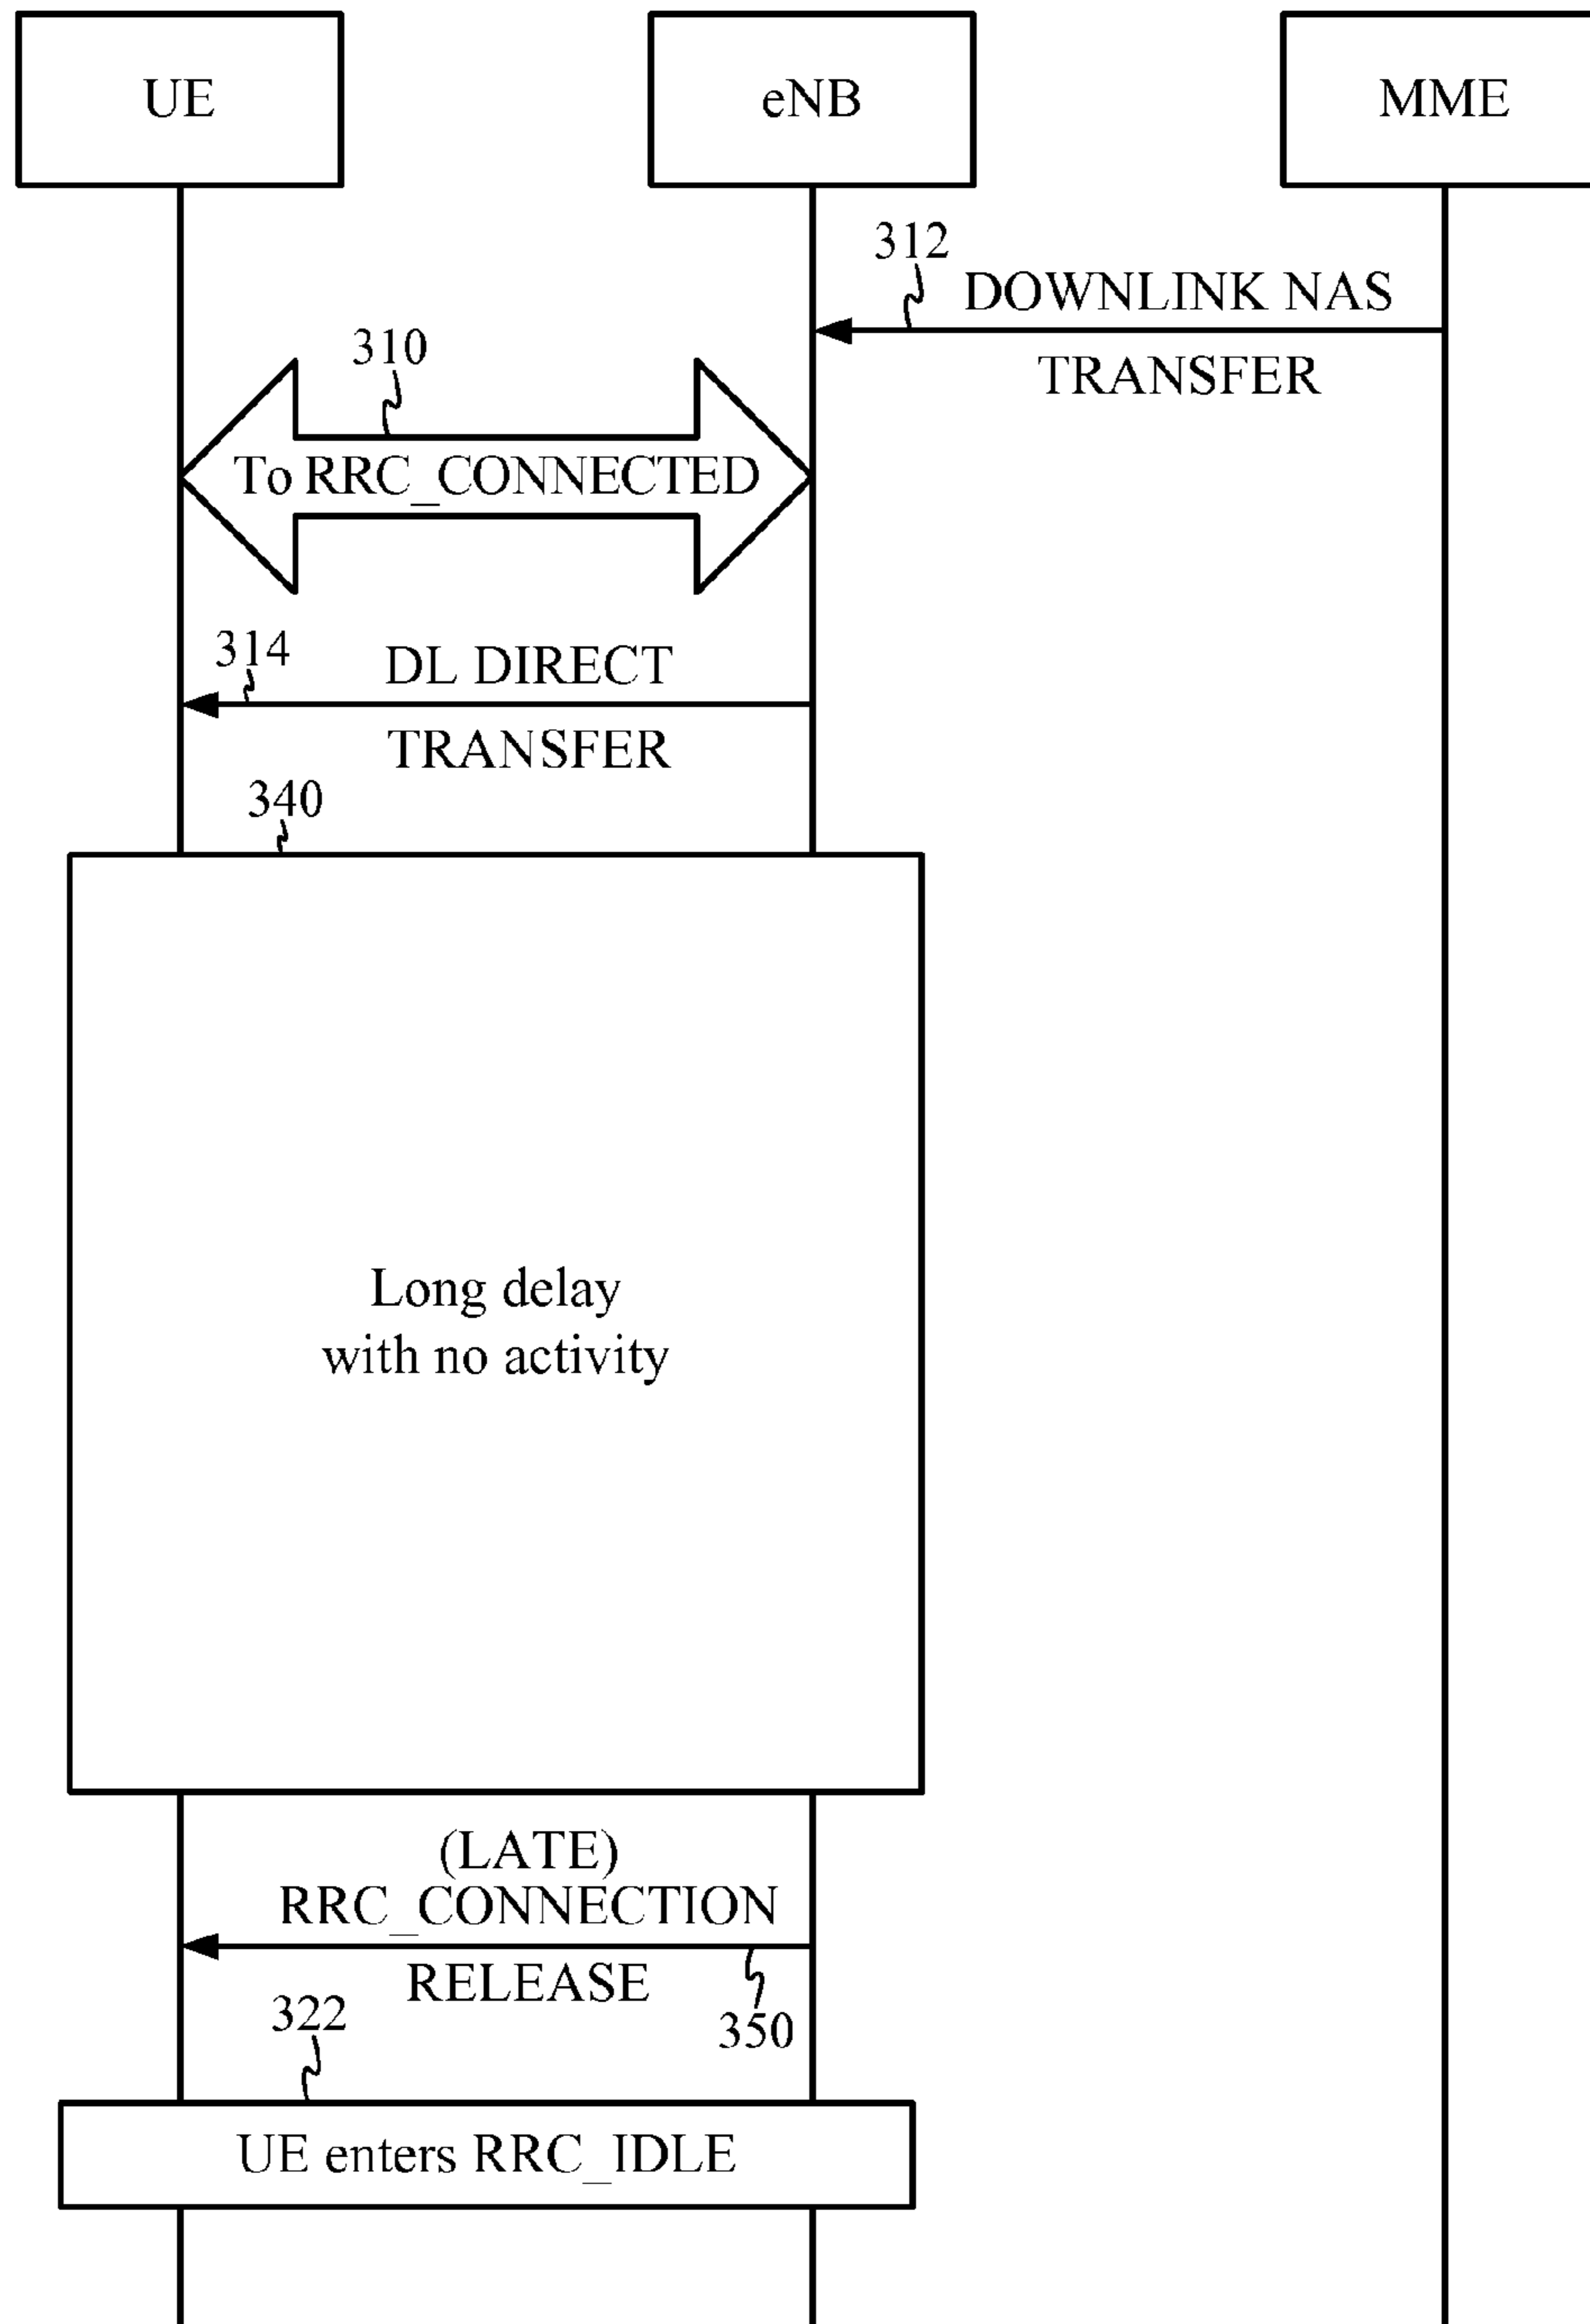 UE
eNB
MME
312
DOWNLINK NAS
TRANSFER
310
To RRC_CONNECTED
314
DL DIRECT
TRANSFER
340
Long delay
with no activity
(LATE)
RRC_CONNECTION
RELEASE
350
322
UE enters RRC_IDLE